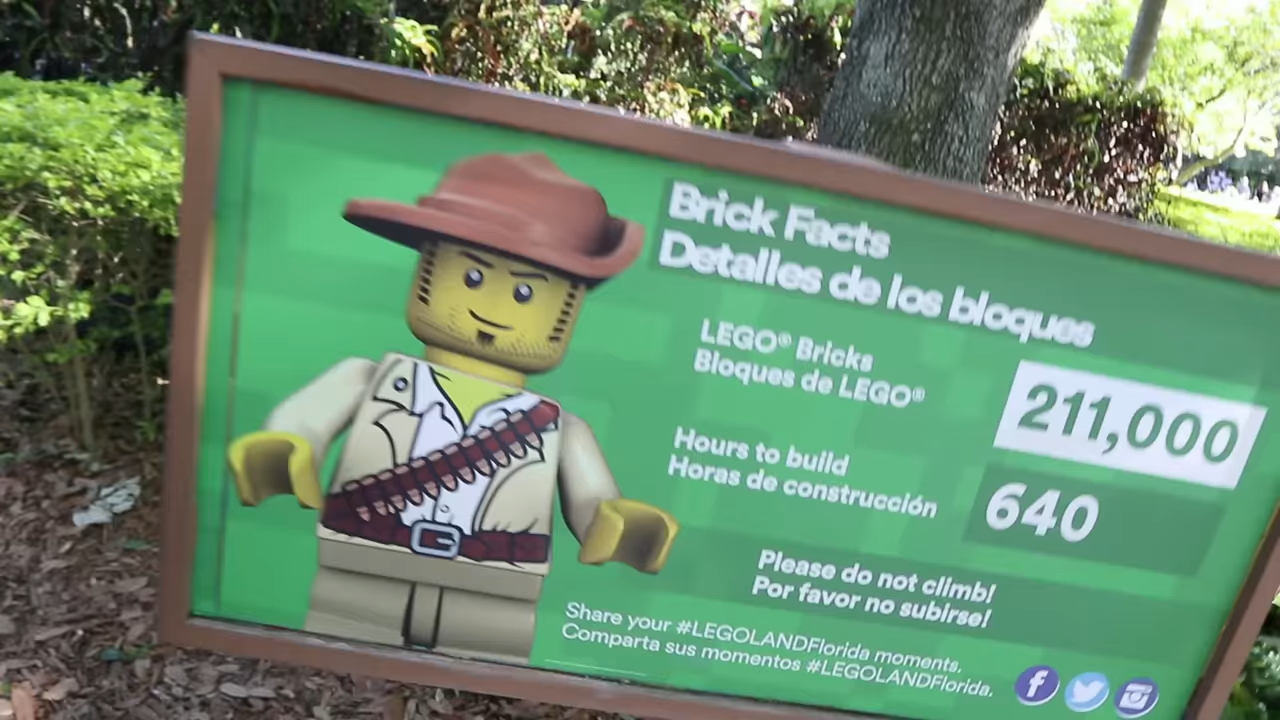 Brick Facts
Detalles de los bloques
LEGO® Bricks
Bloques de LEGO®
211,000
Hours to build
Horas de construcción
640
Please do not climb!
Por favor no subirse!
Share your #LEGOLANDFlorida moments.
Comparta sus momentos #LEGOLANDFlorida.